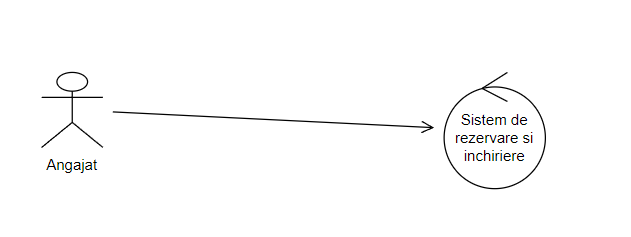 Angajat
Sistem de
rezervare si
inchiriere